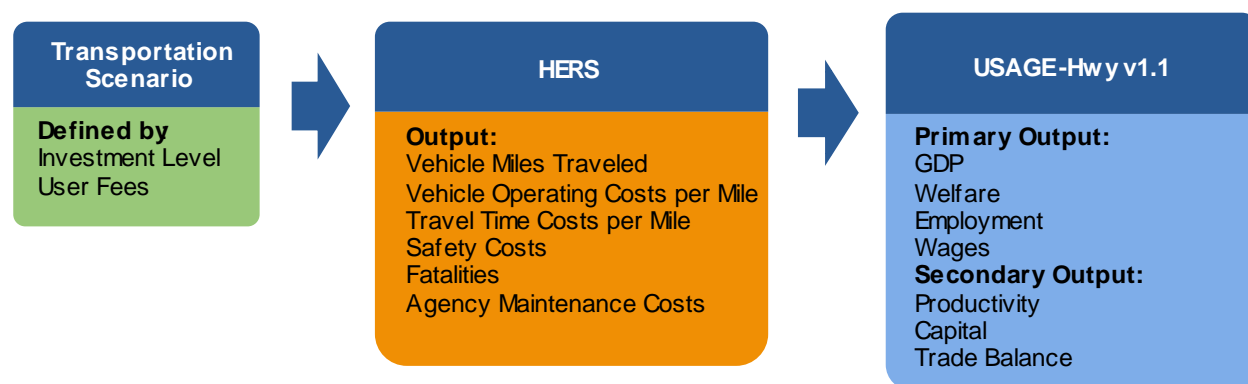 Transportation
Scenario
Defined by:
Investment Level
User Fees
HERS
Output:
Vehicle Miles Traveled
Vehicle Operating Costs per Mile
Travel Time Costs per Mile
Safety Costs
Fatalities
Agency Maintenance Costs
USAGE-Hwy v1.1
Primary Output:
GDP
Welfare
Employment
Wages
Secondary Output:
Productivity
Capital
Trade Balance